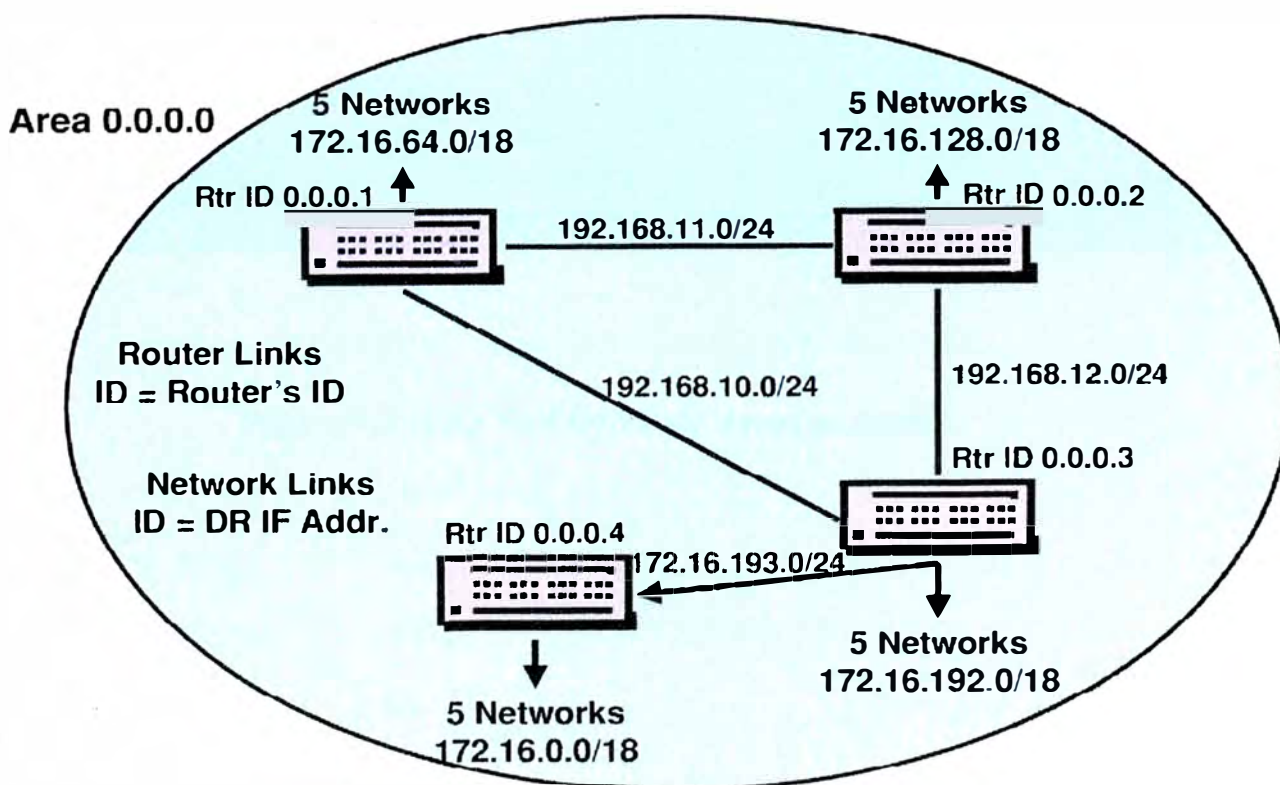 Area 0.0.0.0
5 Networks
172.16.64.0/18
5 Networks
172.16.128.0/18
Rtr ID 0.0.0.1
Rtr ID 0.0.0.2
192.168.11.0/24
Router Links
ID = Router's ID
192.168.10.0/24
192.168.12.0/24
Rtr ID 0.0.0.3
Network Links
ID = DR IF Addr.
Rtr ID 0.0.0.4
172.16.193.0/24
5 Networks
172.16.192.0/18
5 Networks
172.16.0.0/18